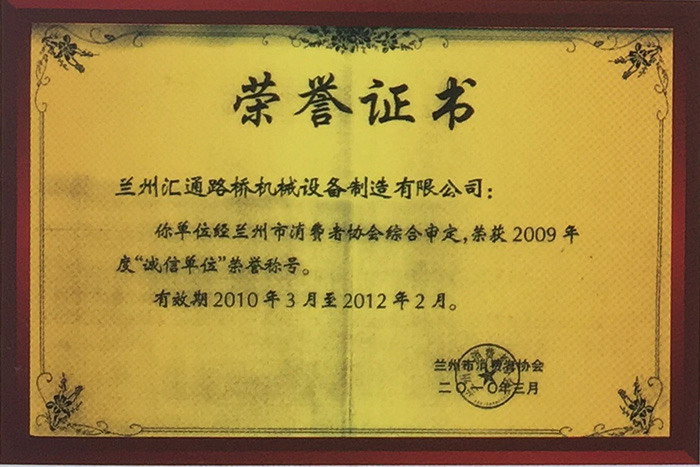 荣誉证书
兰州汇通路桥机械设备制造有限公司：
你单位经兰州市消费者协会综合审定，荣获2009年
度“诚信单位”荣誉称号。
有效期2010年3月至2012年2月。
兰州市消费者协会
二〇一〇年三月